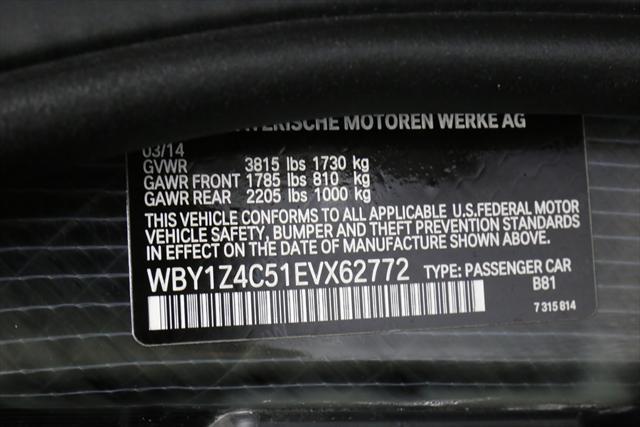 MOTOREN WERKE AG
03/14
GVWR 3815 lbs 1730 kg
GAWR FRONT 1785 lbs 810 kg
GAWR REAR 2205 lbs 1000 kg
THIS VEHICLE CONFORMS TO ALL APPLICABLE U.S.FEDERAL MOTOR
VEHICLE SAFETY, BUMPER AND THEFT PREVENTION STANDARDS
IN EFFECT ON THE DATE OF MANUFACTURE SHOWN ABOVE.
WBY1Z4C51EVX62772 TYPE: PASSENGER CAR
B81
7 315 814